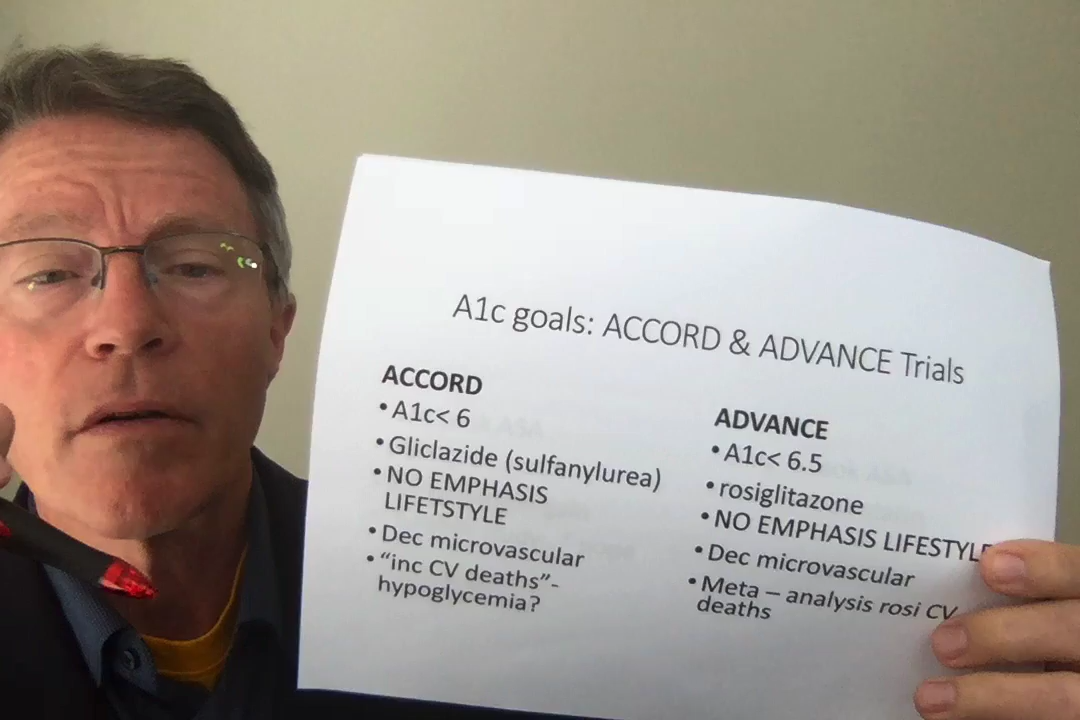 A1c goals: ACCORD & ADVANCE Trials
ACCORD
•A1c< 6
•Gliclazide (sulfanylurea)
•NO EMPHASIS
LIFETSTYLE
•Dec microvascular
•“inc CV deaths”-
hypoglycemia?
ADVANCE
•A1c< 6.5
•rosiglitazone
•NO EMPHASIS LIFESTYLE
•Dec microvascular
•Meta – analysis rosi CV
deaths